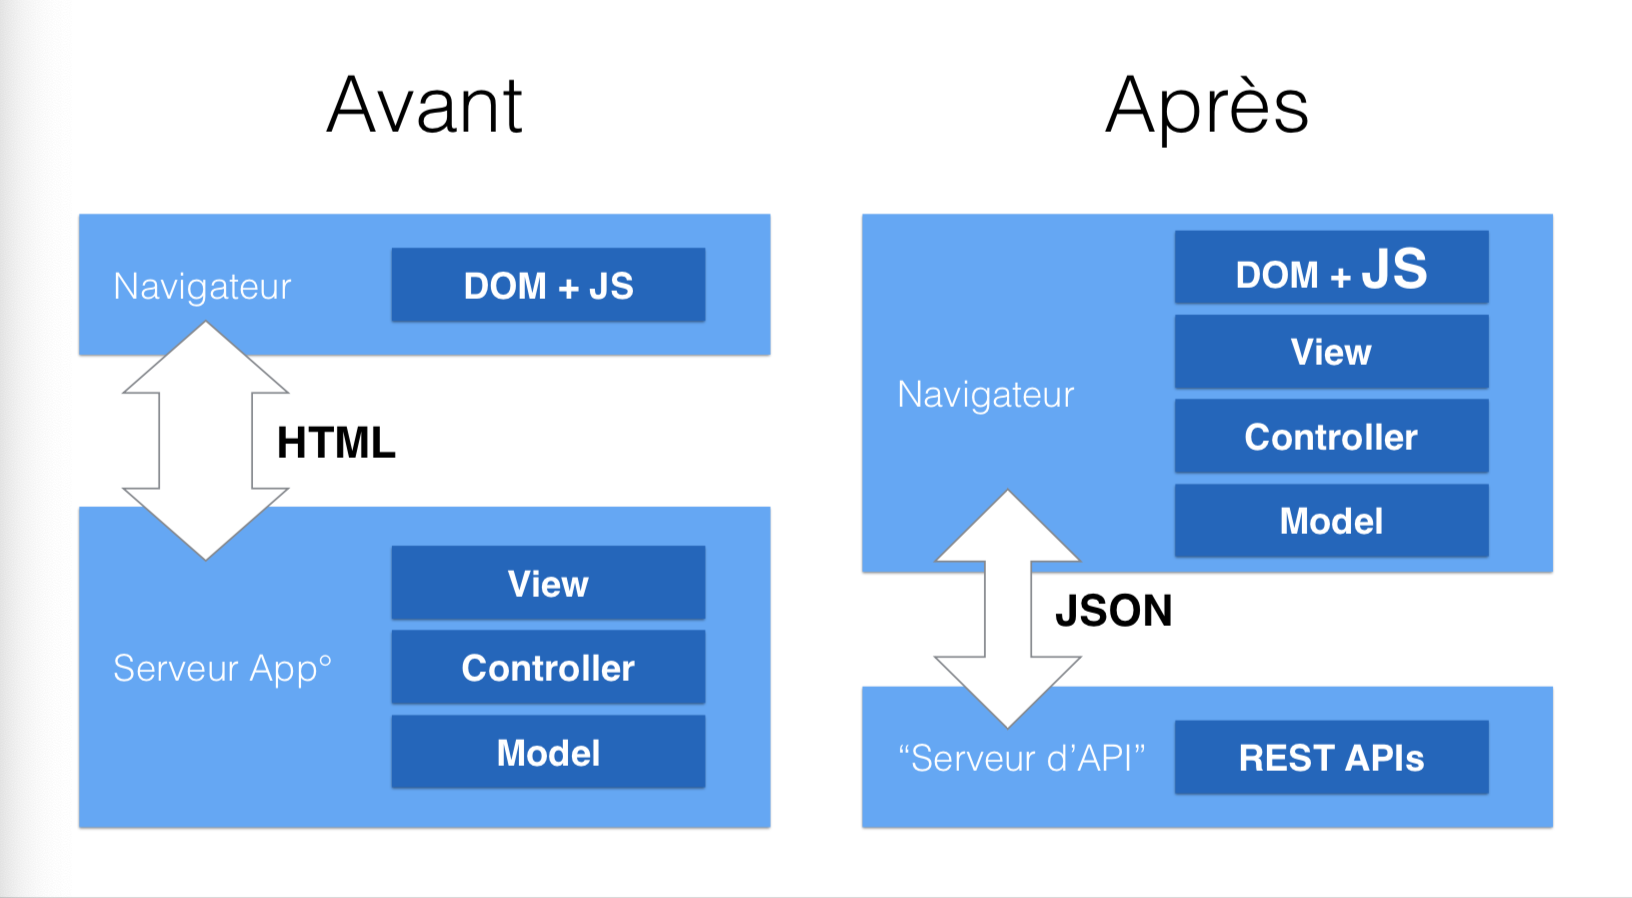 Avant
Navigateur
DOM + JS
HTML
Serveur App°
View
Controller
Model
Après
Navigateur
DOM + JS
View
Controller
Model
JSON
“Serveur d’API”
REST APIs